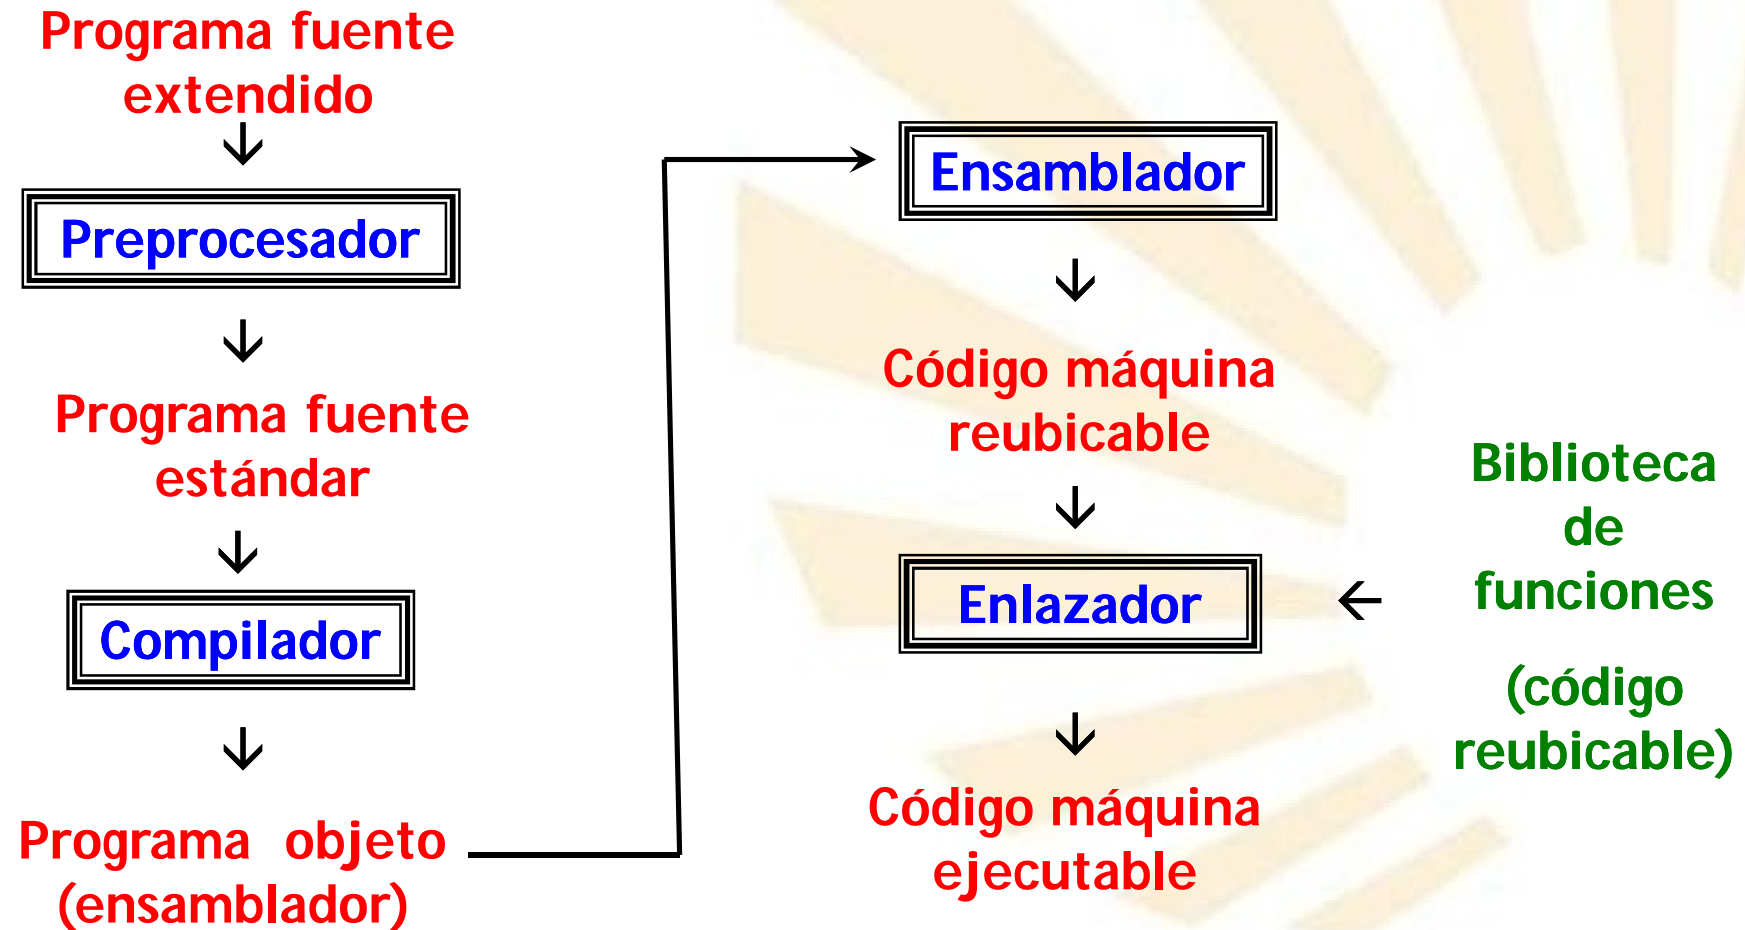 Programa fuente
extendido
Preprocesador
Programa fuente
estándar
Compilador
Programa objeto
(ensamblador)
Ensamblador
Código máquina
reubicable
Enlazador
Código máquina
ejecutable
Biblioteca
de
funciones
(código
reubicable)